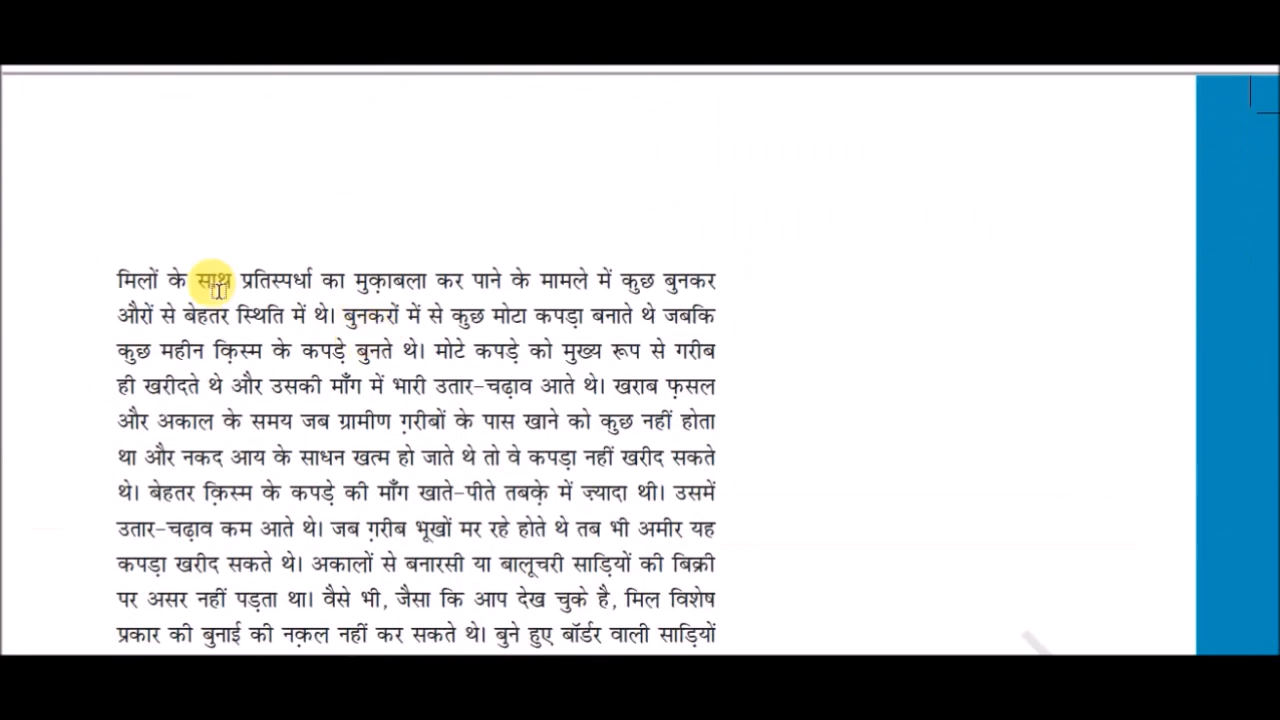 मिलों के साथ प्रतिस्पर्धा का मुक़ाबला कर पाने के मामले में कुछ बुनकर
औरों से बेहतर स्थिति में थे। बुनकरों में से कुछ मोटा कपड़ा बनाते थे जबकि
कुछ महीन क़िस्म के कपड़े बुनते थे। मोटे कपड़े को मुख्य रूप से गरीब
ही खरीदते थे और उसकी माँग में भारी उतार-चढ़ाव आते थे। खराब फ़सल
और अकाल के समय जब ग्रामीण ग़रीबों के पास खाने को कुछ नहीं होता
था और नकद आय के साधन खत्म हो जाते थे तो वे कपड़ा नहीं खरीद सकते
थे। बेहतर क़िस्म के कपड़े की माँग खाते-पीते तबक़े में ज़्यादा थी। उसमें
उतार-चढ़ाव कम आते थे। जब ग़रीब भूखों मर रहे होते थे तब भी अमीर यह
कपड़ा खरीद सकते थे। अकालों से बनारसी या बालूचरी साड़ियों की बिक्री
पर असर नहीं पड़ता था। वैसे भी, जैसा कि आप देख चुके है, मिल विशेष
प्रकार की बुनाई की नक़ल नहीं कर सकते थे। बुने हुए बॉर्डर वाली साड़ियों